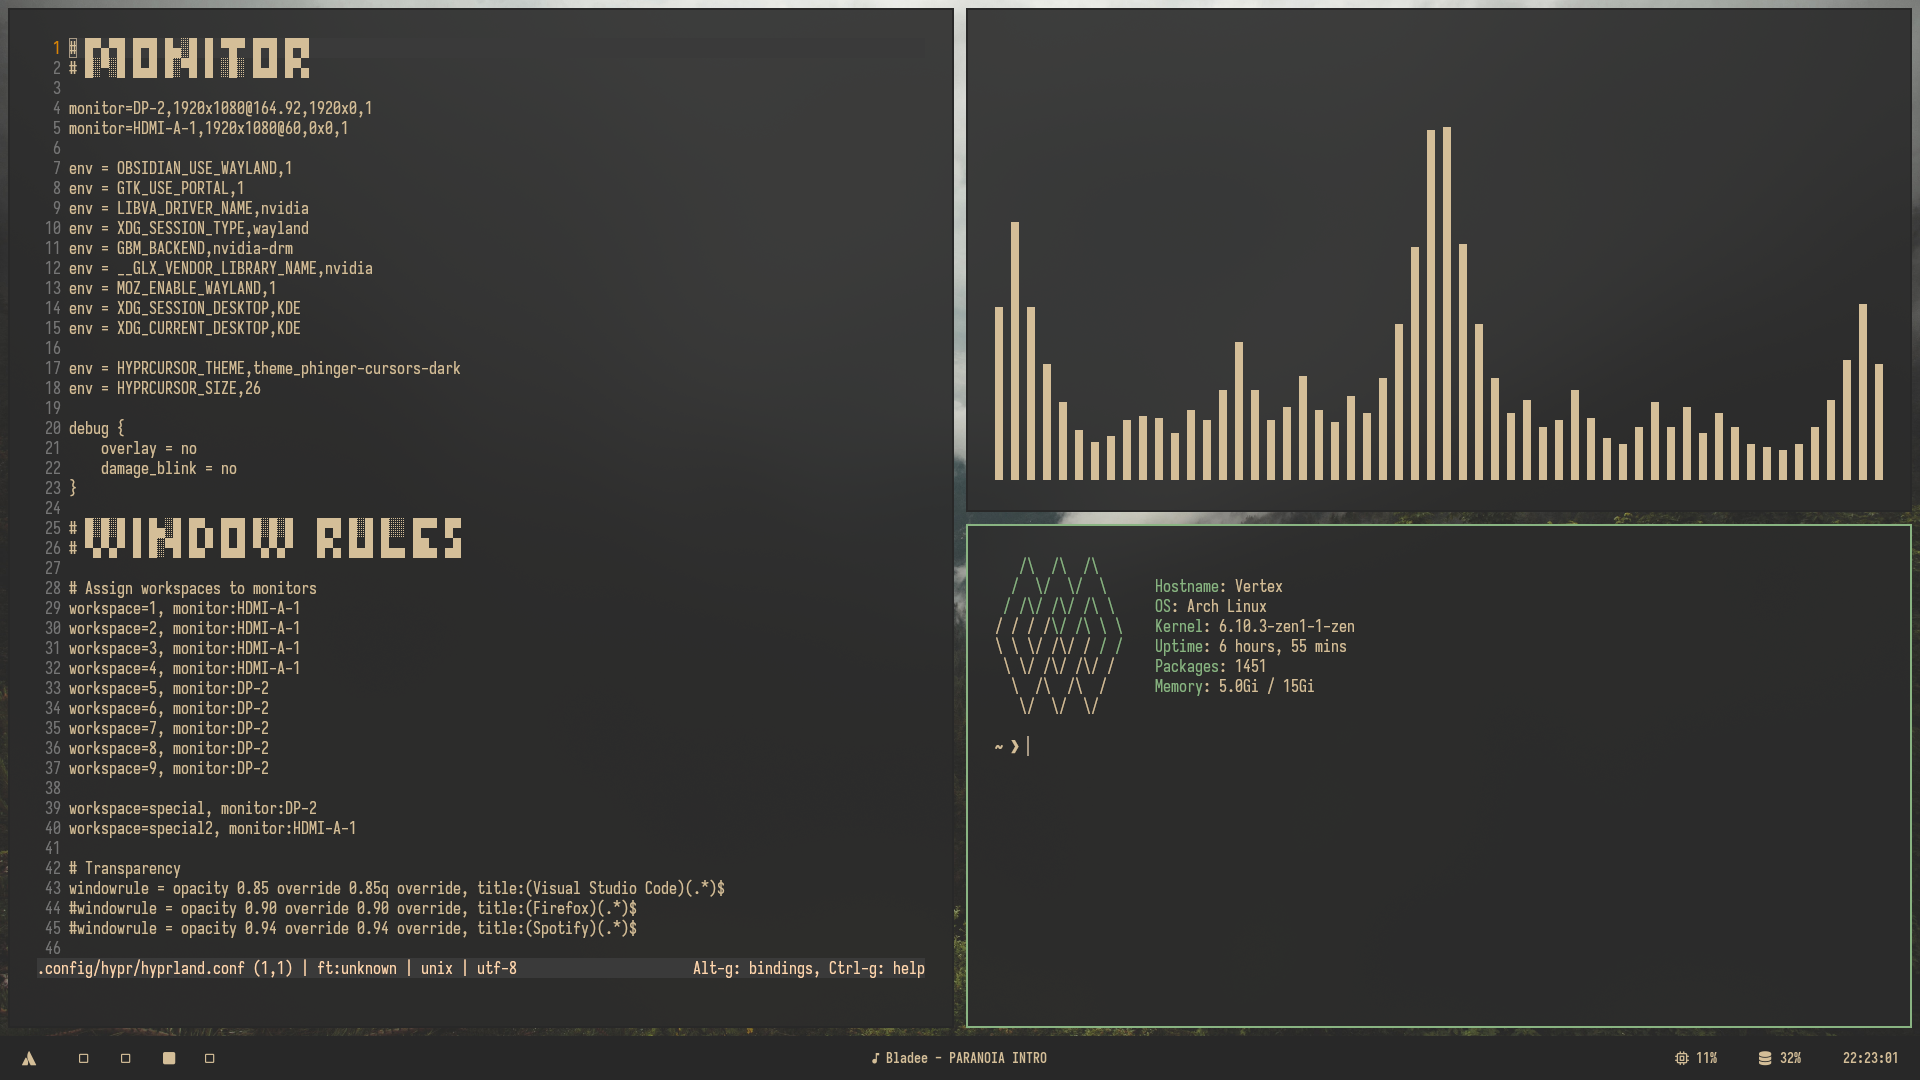 1 # MONITOR
2 #
3
4 monitor=DP-2,1920x1080@164.92,1920x0,1
5 monitor=HDMI-A-1,1920x1080@60,0x0,1
6
7 env = OBSIDIAN_USE_WAYLAND,1
8 env = GTK_USE_PORTAL,1
9 env = LIBVA_DRIVER_NAME,nvidia
10 env = XDG_SESSION_TYPE,wayland
11 env = GBM_BACKEND,nvidia-drm
12 env = __GLX_VENDOR_LIBRARY_NAME,nvidia
13 env = MOZ_ENABLE_WAYLAND,1
14 env = XDG_SESSION_DESKTOP,KDE
15 env = XDG_CURRENT_DESKTOP,KDE
16
17 env = HYPRCURSOR_THEME,theme_phinger-cursors-dark
18 env = HYPRCURSOR_SIZE,26
19
20 debug {
21     overlay = no
22     damage_blink = no
23 }
24
25 # WINDOW RULES
26 #
27
28 # Assign workspaces to monitors
29 workspace=1, monitor:HDMI-A-1
30 workspace=2, monitor:HDMI-A-1
31 workspace=3, monitor:HDMI-A-1
32 workspace=4, monitor:HDMI-A-1
33 workspace=5, monitor:DP-2
34 workspace=6, monitor:DP-2
35 workspace=7, monitor:DP-2
36 workspace=8, monitor:DP-2
37 workspace=9, monitor:DP-2
38
39 workspace=special, monitor:DP-2
40 workspace=special2, monitor:HDMI-A-1
41
42 # Transparency
43 windowrule = opacity 0.85 override 0.85q override, title:(Visual Studio Code)(.*)$
44 #windowrule = opacity 0.90 override 0.90 override, title:(Firefox)(.*)$
45 #windowrule = opacity 0.94 override 0.94 override, title:(Spotify)(.*)$
46
.config/hypr/hyprland.conf (1,1) | ft:unknown | unix | utf-8 Alt-g: bindings, Ctrl-g: help
Hostname: Vertex
OS: Arch Linux
Kernel: 6.10.3-zen1-1-zen
Uptime: 6 hours, 55 mins
Packages: 1451
Memory: 5.0Gi / 15Gi
~ ❯
♪ Bladee - PARANOIA INTRO
11% 32% 22:23:01